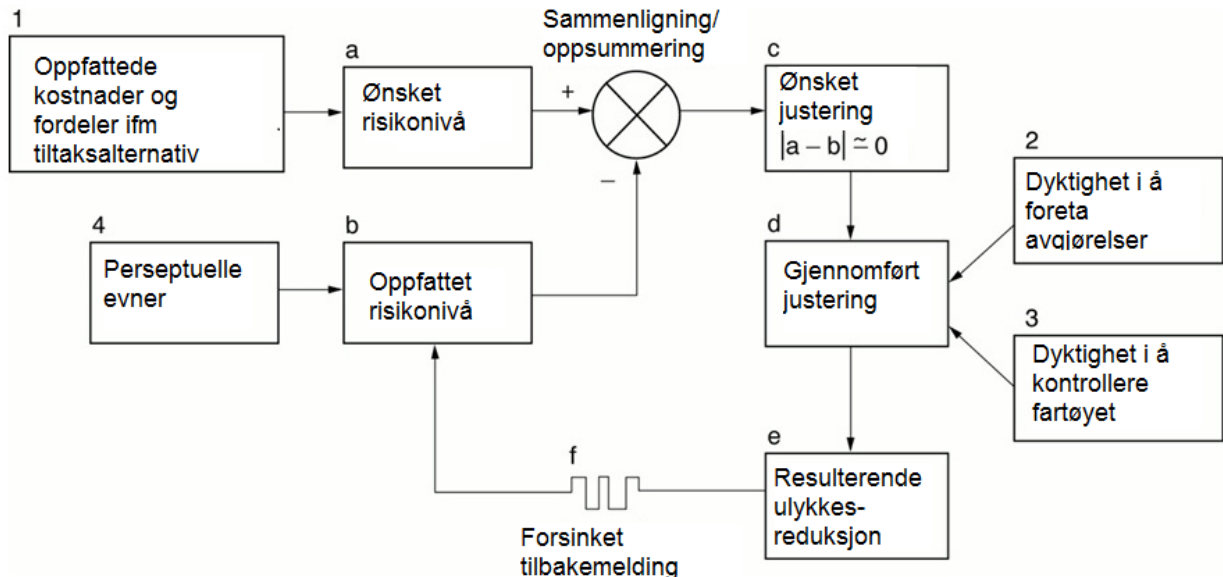 1
Oppfattede
kostnader og
fordeler ifm
tiltaksalternativ
a
Ønsket
risikonivå
Sammenligning/
oppsummering
+
−
c
Ønsket
justering
|a − b| ≃ 0
2
Dyktighet i å
foreta
avgjørelser
4
Perseptuelle
evner
b
Oppfattet
risikonivå
d
Gjennomført
justering
3
Dyktighet i å
kontrollere
fartøyet
e
Resulterende
ulykkes-
reduksjon
f
Forsinket
tilbakemelding